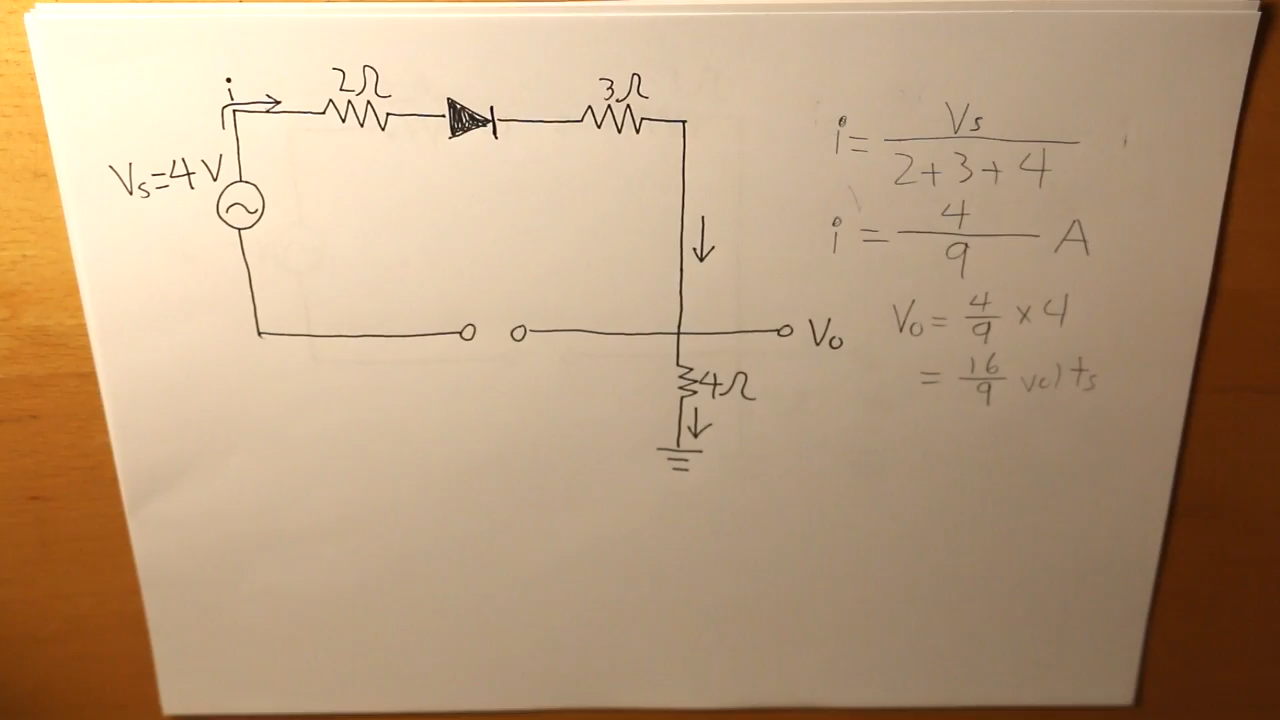 i
2Ω
3Ω
Vs=4V
4Ω
Vo
i = Vs / 2+3+4
i = 4/9 A
Vo = 4/9 × 4
= 16/9 volts